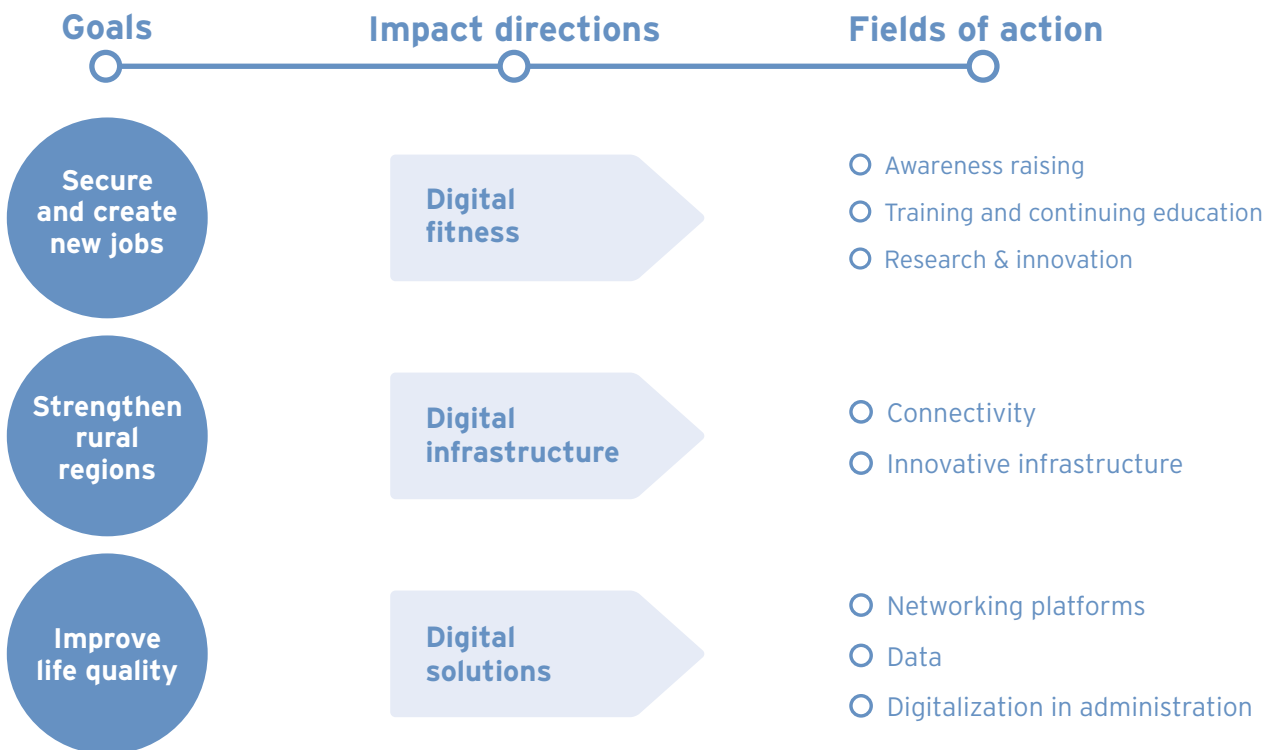 Goals
Impact directions
Fields of action
Secure
and create
new jobs
Digital
fitness
Awareness raising
Training and continuing education
Research & innovation
Strengthen
rural
regions
Digital
infrastructure
Connectivity
Innovative infrastructure
Improve
life quality
Digital
solutions
Networking platforms
Data
Digitalization in administration